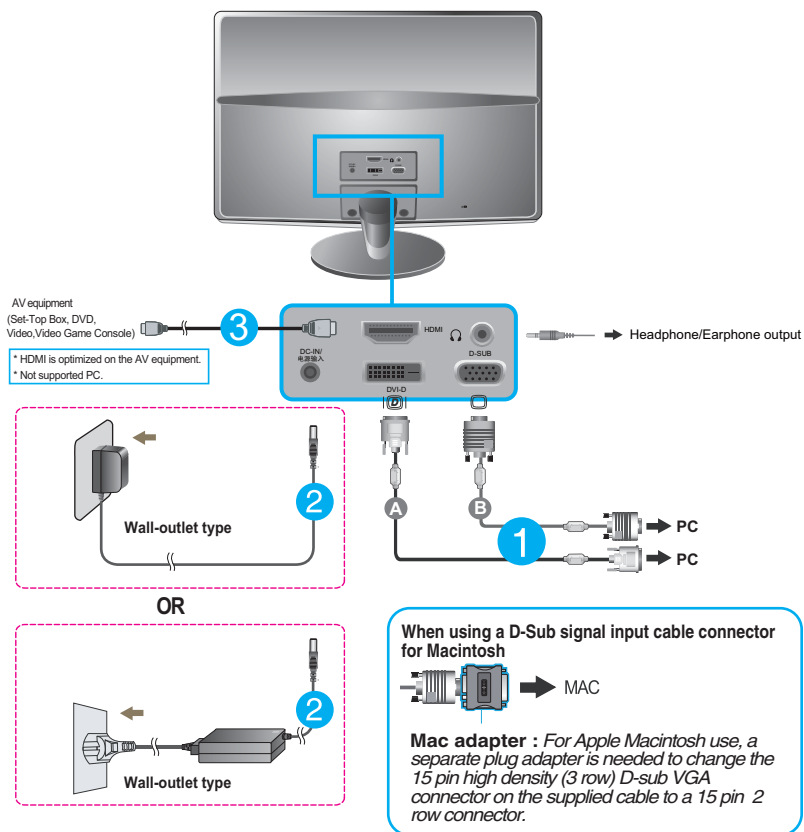 AV equipment
(Set-Top Box, DVD,
Video,Video Game Console)
3
* HDMI is optimized on the AV equipment.
* Not supported PC.
HDMI
DC-IN/
电源输入
D-SUB
DVI-D
D
Headphone/Earphone output
2
Wall-outlet type
A
B
1
PC
PC
OR
2
Wall-outlet type
When using a D-Sub signal input cable connector
for Macintosh
MAC
Mac adapter : For Apple Macintosh use, a
separate plug adapter is needed to change the
15 pin high density (3 row) D-sub VGA
connector on the supplied cable to a 15 pin 2
row connector.